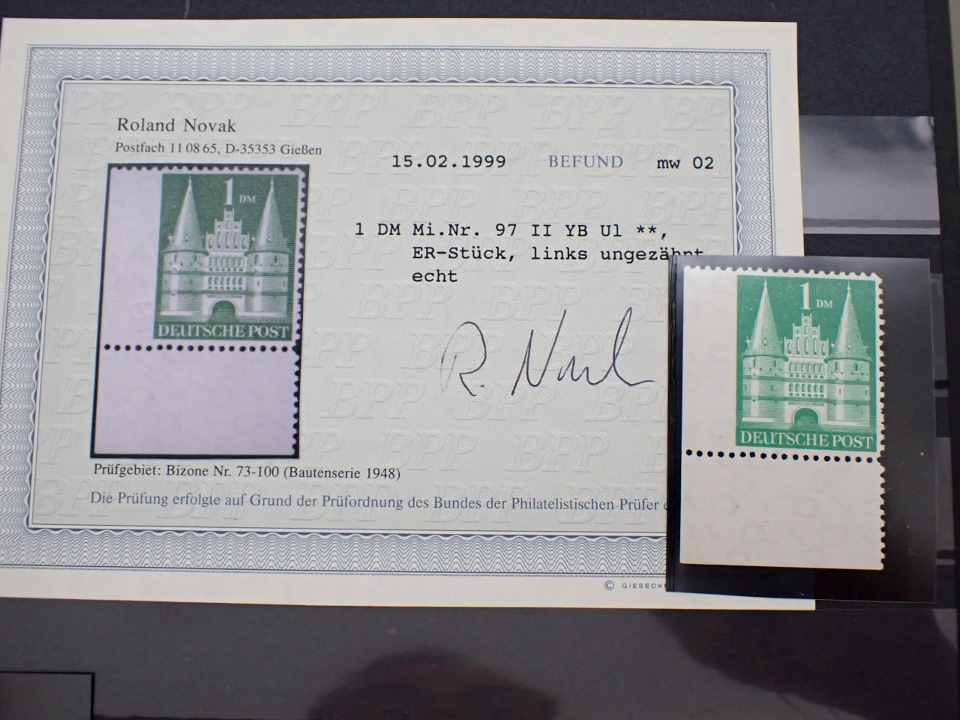 Roland Novak
Postfach 11 08 65, D-35353 Gießen
15.02.1999 BEFUND mw 02
1 DM Mi.Nr. 97 II YB Ul **,
ER-Stück, links ungezähnt
echt
1 DM
DEUTSCHE POST
R. Novak
1 DM
DEUTSCHE POST
Prüfgebiet: Bizone Nr. 73-100 (Bautenserie 1948)
Die Prüfung erfolgte auf Grund der Prüfordnung des Bundes der Philatelistischen Prüfer
BPP